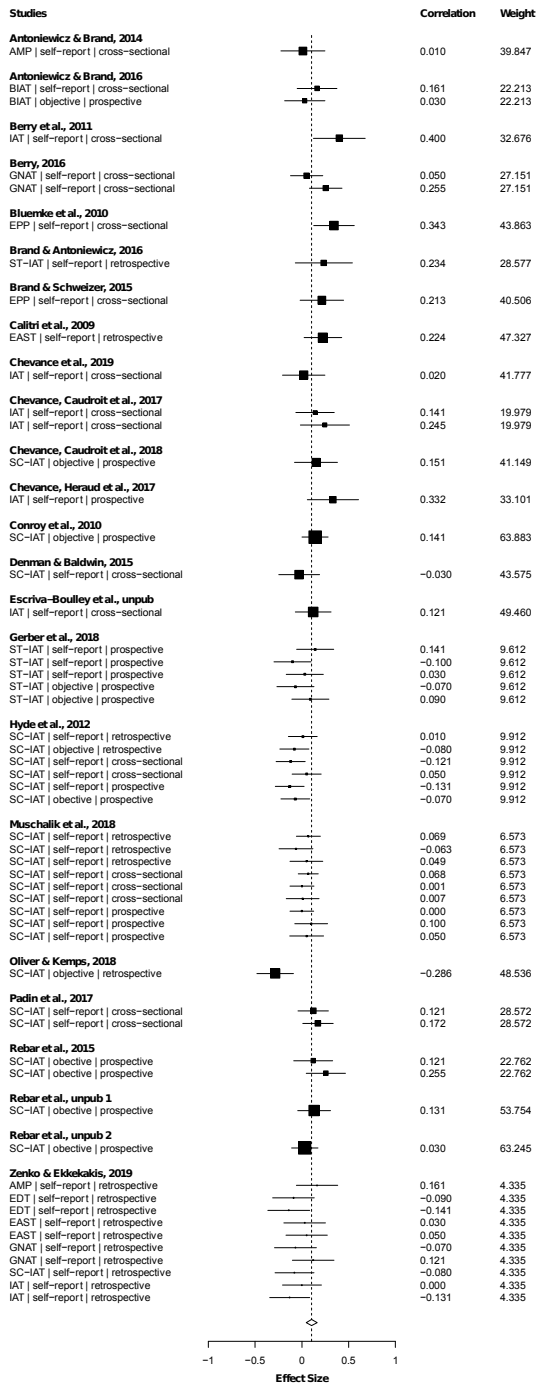 Studies Correlation Weight
Antoniewicz & Brand, 2014
AMP | self−report | cross−sectional 0.010 39.847
Antoniewicz & Brand, 2016
BIAT | self−report | cross−sectional 0.161 22.213
BIAT | objective | prospective 0.030 22.213
Berry et al., 2011
IAT | self−report | cross−sectional 0.400 32.676
Berry, 2016
GNAT | self−report | cross−sectional 0.050 27.151
GNAT | self−report | cross−sectional 0.255 27.151
Bluemke et al., 2010
EPP | self−report | cross−sectional 0.343 43.863
Brand & Antoniewicz, 2016
ST−IAT | self−report | retrospective 0.234 28.577
Brand & Schweizer, 2015
EPP | self−report | cross−sectional 0.213 40.506
Calitri et al., 2009
EAST | self−report | retrospective 0.224 47.327
Chevance et al., 2019
IAT | self−report | cross−sectional 0.020 41.777
Chevance, Caudroit et al., 2017
IAT | self−report | cross−sectional 0.141 19.979
IAT | self−report | cross−sectional 0.245 19.979
Chevance, Caudroit et al., 2018
SC−IAT | objective | prospective 0.151 41.149
Chevance, Heraud et al., 2017
IAT | self−report | prospective 0.332 33.101
Conroy et al., 2010
SC−IAT | objective | prospective 0.141 63.883
Denman & Baldwin, 2015
SC−IAT | self−report | cross−sectional −0.030 43.575
Escriva−Boulley et al., unpub
IAT | self−report | cross−sectional 0.121 49.460
Gerber et al., 2018
ST−IAT | self−report | prospective 0.141 9.612
ST−IAT | self−report | prospective −0.100 9.612
ST−IAT | self−report | prospective 0.030 9.612
ST−IAT | objective | prospective −0.070 9.612
ST−IAT | objective | prospective 0.090 9.612
Hyde et al., 2012
SC−IAT | self−report | retrospective 0.010 9.912
SC−IAT | objective | retrospective −0.080 9.912
SC−IAT | self−report | cross−sectional −0.121 9.912
SC−IAT | self−report | cross−sectional 0.050 9.912
SC−IAT | self−report | prospective −0.131 9.912
SC−IAT | obective | prospective −0.070 9.912
Muschalik et al., 2018
SC−IAT | self−report | retrospective 0.069 6.573
SC−IAT | self−report | retrospective −0.063 6.573
SC−IAT | self−report | retrospective 0.049 6.573
SC−IAT | self−report | cross−sectional 0.068 6.573
SC−IAT | self−report | cross−sectional 0.001 6.573
SC−IAT | self−report | cross−sectional 0.007 6.573
SC−IAT | self−report | prospective 0.000 6.573
SC−IAT | self−report | prospective 0.100 6.573
SC−IAT | self−report | prospective 0.050 6.573
Oliver & Kemps, 2018
SC−IAT | objective | retrospective −0.286 48.536
Padin et al., 2017
SC−IAT | self−report | cross−sectional 0.121 28.572
SC−IAT | self−report | cross−sectional 0.172 28.572
Rebar et al., 2015
SC−IAT | obective | prospective 0.121 22.762
SC−IAT | obective | prospective 0.255 22.762
Rebar et al., unpub 1
SC−IAT | obective | prospective 0.131 53.754
Rebar et al., unpub 2
SC−IAT | obective | prospective 0.030 63.245
Zenko & Ekkekakis, 2019
AMP | self−report | retrospective 0.161 4.335
EDT | self−report | retrospective −0.090 4.335
EDT | self−report | retrospective −0.141 4.335
EAST | self−report | retrospective 0.030 4.335
EAST | self−report | retrospective 0.050 4.335
GNAT | self−report | retrospective −0.070 4.335
GNAT | self−report | retrospective 0.121 4.335
SC−IAT | self−report | retrospective −0.080 4.335
IAT | self−report | retrospective 0.000 4.335
IAT | self−report | retrospective −0.131 4.335
−1 −0.5 0 0.5 1
Effect Size